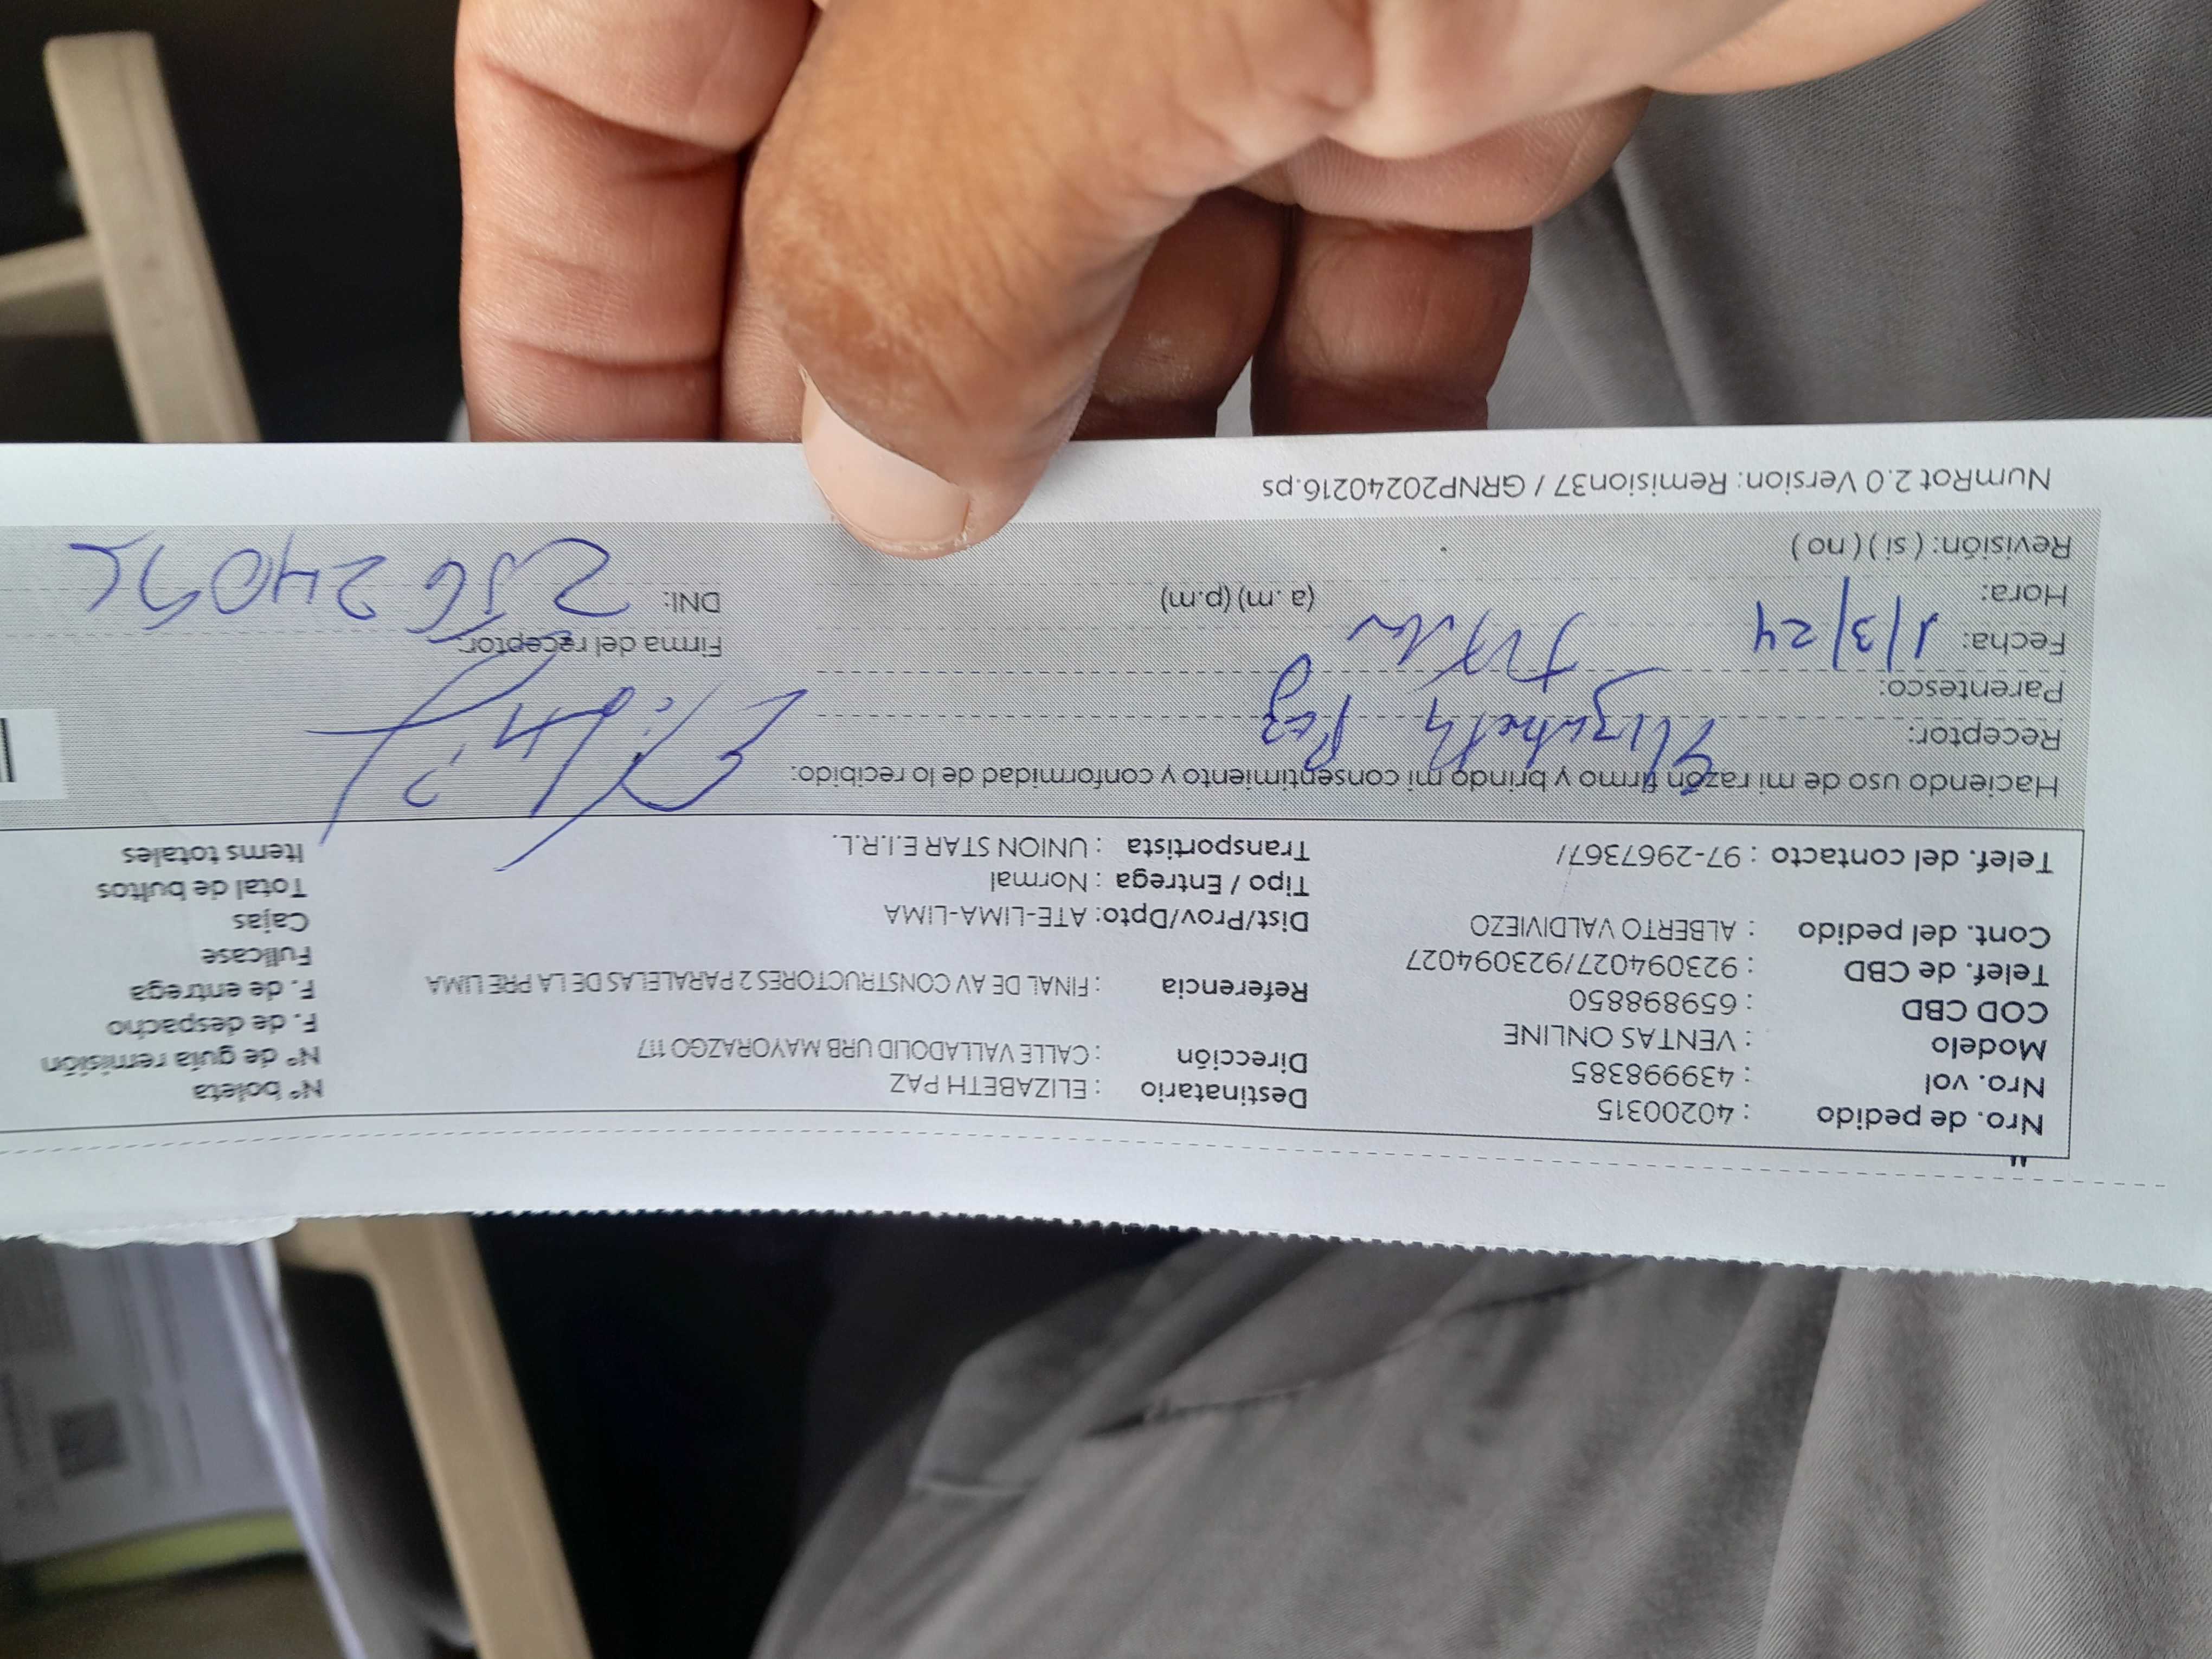 Nro. de pedido : 40200315
Nro. vol : 439998385
Modelo : VENTAS ONLINE
COD CBD : 659898850
Telef. de CBD : 923094027/923094027
Cont. del pedido : ALBERTO VALDIVIEZO
Telef. del contacto : 97-2967367/
Destinatario : ELIZABETH PAZ
Dirección : CALLE VALLADOLID URB MAYORAZGO 117
Referencia : FINAL DE AV CONSTRUCTORES 2 PARALELAS DE LA PRE LIMA
Dist/Prov/Dpto: ATE-LIMA-LIMA
Tipo / Entrega : Normal
Transportista : UNION STAR E.I.R.L.
N° boleta
N° de guía remisión
F. de despacho
F. de entrega
Fullcase
Cajas
Total de bultos
Items totales
Haciendo uso de mi razón firmo y brindo mi consentimiento y conformidad de lo recibido:
Receptor: Elizabeth Paz
Parentesco:
Fecha: 1/3/24
Hora: (a .m) (p.m)
Revisión: ( si ) ( no )
Firma del receptor
DNI:
NumRot 2.0 Version: Remision37 / GRNP20240216.ps